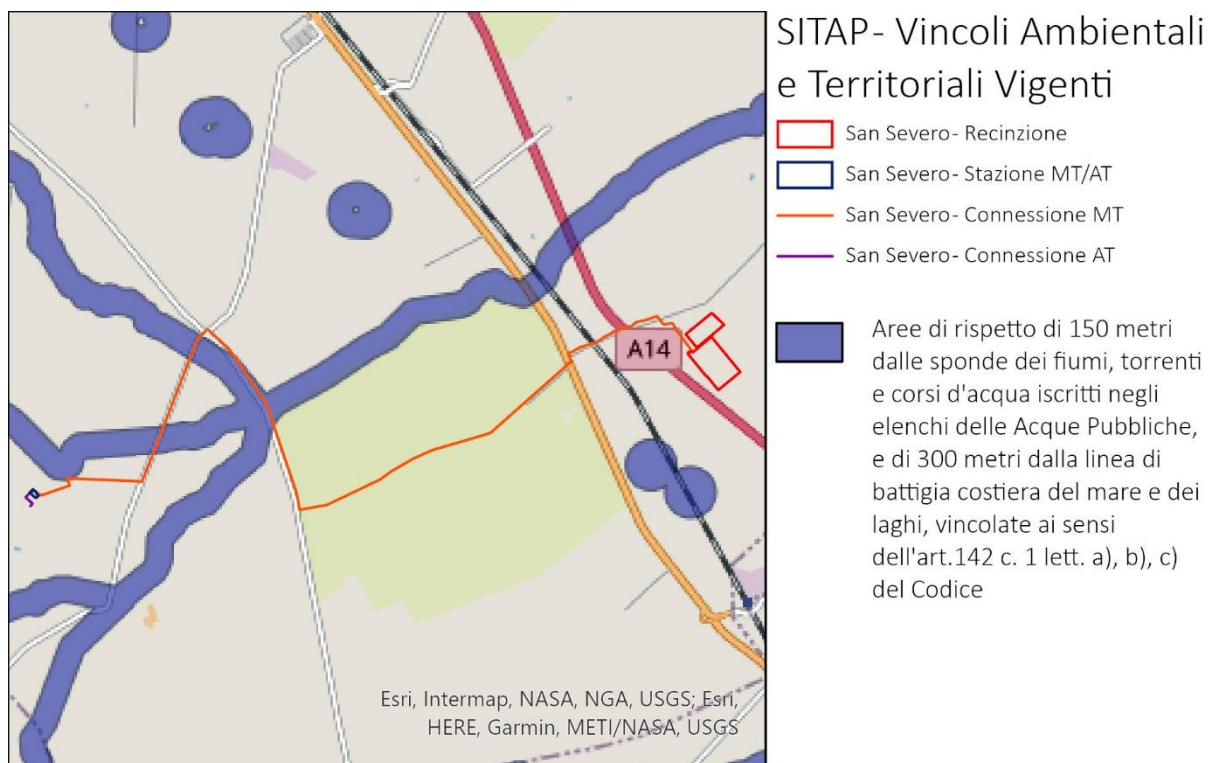 SITAP- Vincoli Ambientali
e Territoriali Vigenti
San Severo- Recinzione
San Severo- Stazione MT/AT
San Severo- Connessione MT
San Severo- Connessione AT
Aree di rispetto di 150 metri
dalle sponde dei fiumi, torrenti
e corsi d'acqua iscritti negli
elenchi delle Acque Pubbliche,
e di 300 metri dalla linea di
battigia costiera del mare e dei
laghi, vincolate ai sensi
dell'art.142 c. 1 lett. a), b), c)
del Codice
A14
Esri, Intermap, NASA, NGA, USGS; Esri,
HERE, Garmin, METI/NASA, USGS